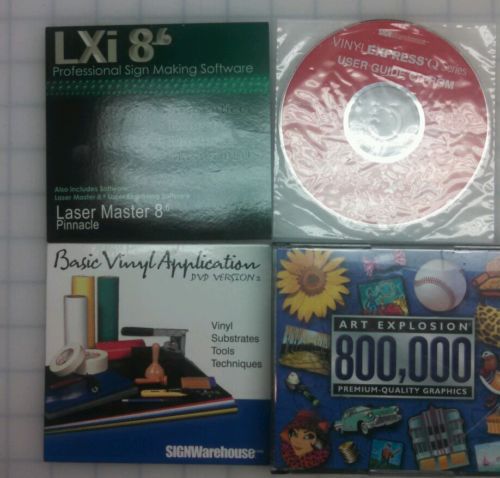 LXi 8.6
Professional Sign Making Software
Also Includes Software:
Laser Master 8.6
Pinnacle
VINYL EXPRESS Q Series
USER GUIDE CD-ROM
Basic Vinyl Application
DVD VERSION 2
Vinyl
Substrates
Tools
Techniques
SIGNWarehouse
ART EXPLOSION
800,000
PREMIUM-QUALITY GRAPHICS